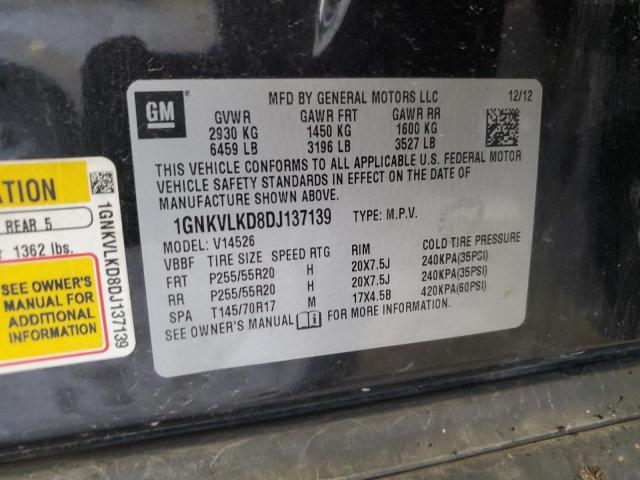 GM
MFD BY GENERAL MOTORS LLC 12/12
GVWR GAWR FRT GAWR RR
2930 KG 1450 KG 1600 KG
6459 LB 3196 LB 3527 LB
THIS VEHICLE CONFORMS TO ALL APPLICABLE U.S. FEDERAL MOTOR
VEHICLE SAFETY STANDARDS IN EFFECT ON THE DATE OF
MANUFACTURE SHOWN ABOVE.
1GNKVLKD8DJ137139 TYPE: M.P.V.
MODEL: V14526
VBBF TIRE SIZE SPEED RTG RIM COLD TIRE PRESSURE
FRT P255/55R20 H 20X7.5J 240KPA(35PSI)
RR P255/55R20 H 20X7.5J 240KPA(35PSI)
SPA T145/70R17 M 17X4.5B 420KPA(60PSI)
SEE OWNER'S MANUAL FOR MORE INFORMATION.
REAR 5
1362 lbs.
SEE OWNER'S
MANUAL FOR
ADDITIONAL
INFORMATION
1GNKVLKD8DJ137139